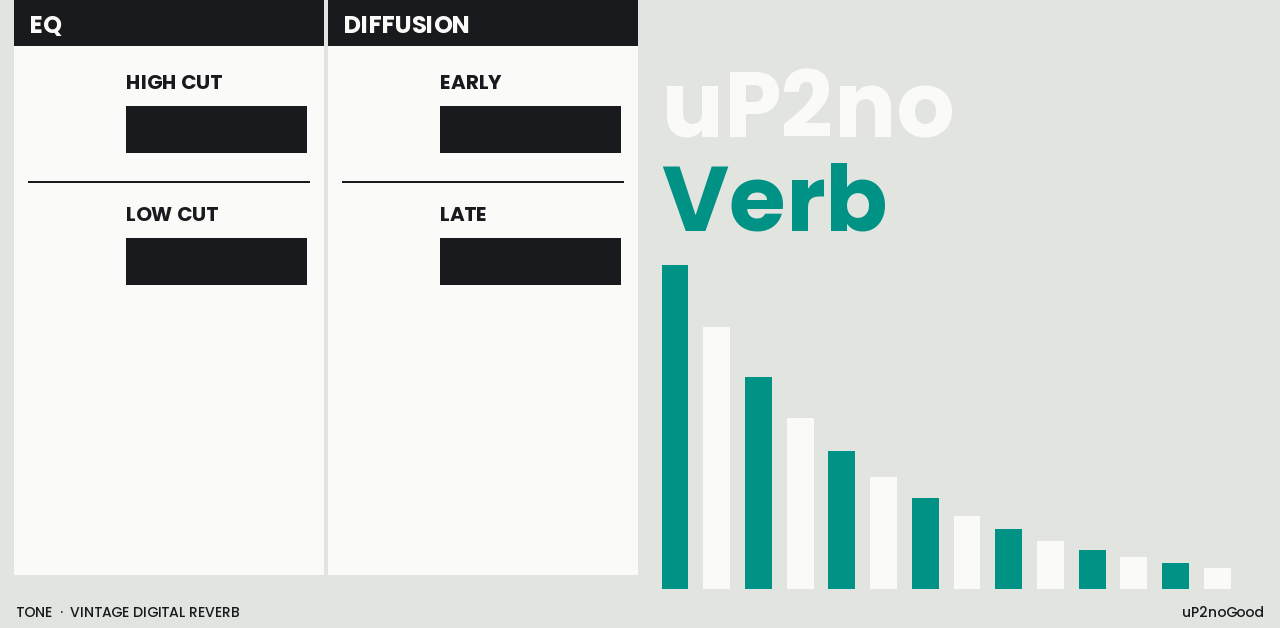 EQ
HIGH CUT
LOW CUT
DIFFUSION
EARLY
LATE
uP2no
Verb
TONE · VINTAGE DIGITAL REVERB
uP2noGood